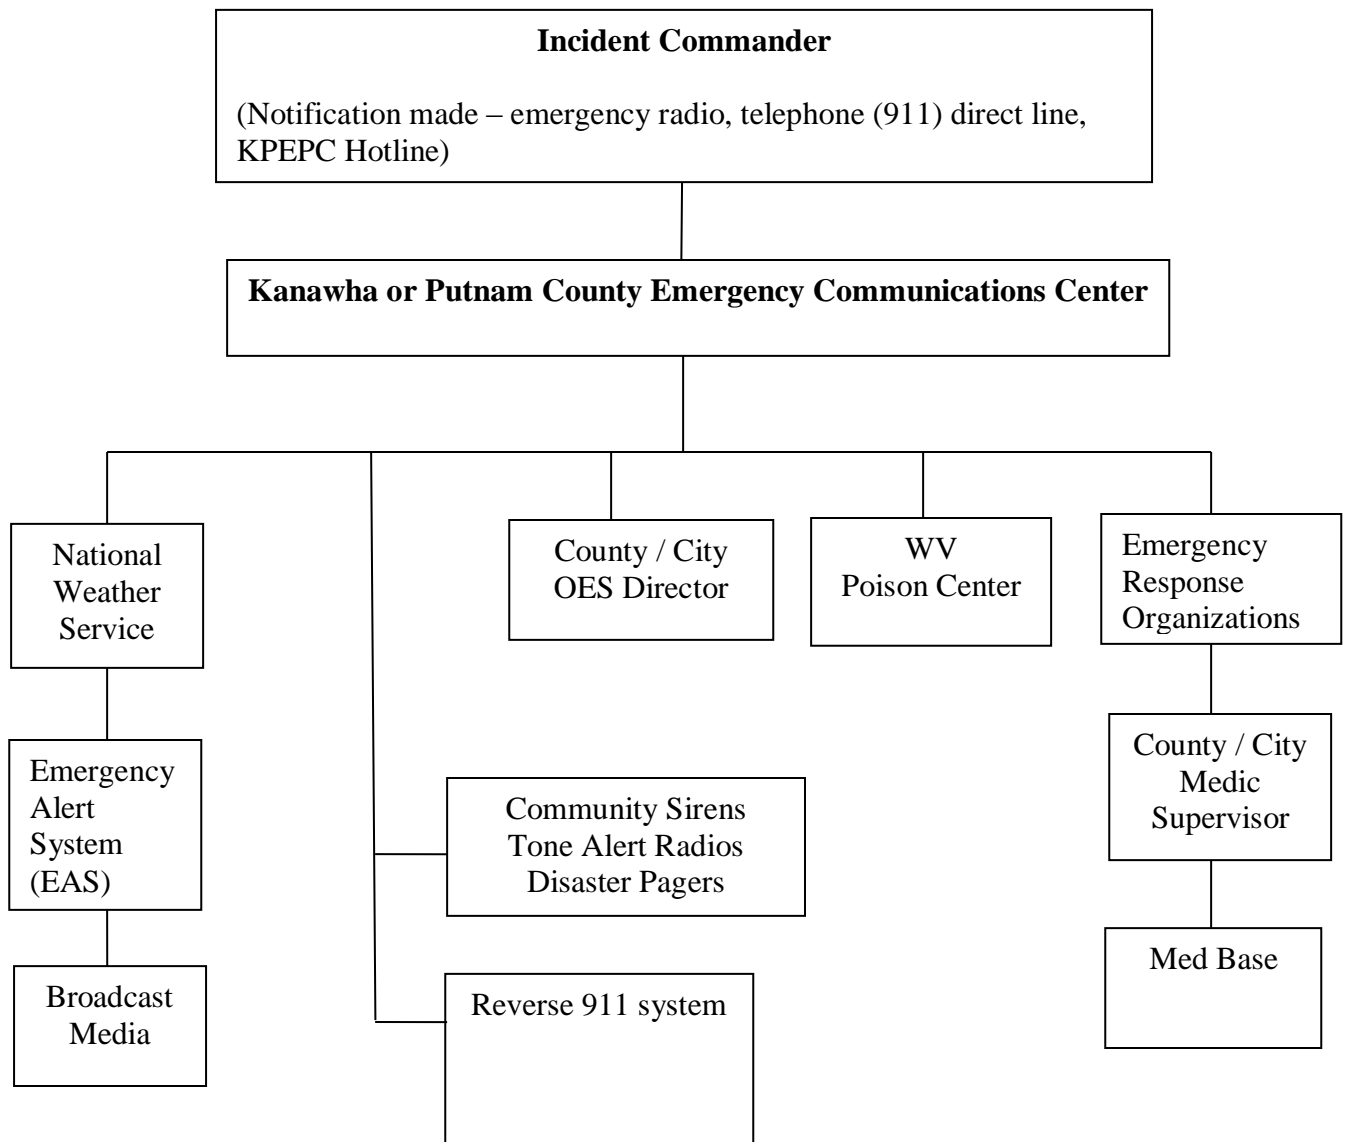 Incident Commander
(Notification made – emergency radio, telephone (911) direct line,
KPEPC Hotline)
Kanawha or Putnam County Emergency Communications Center
National
Weather
Service
County / City
OES Director
WV
Poison Center
Emergency
Response
Organizations
Emergency
Alert
System
(EAS)
Community Sirens
Tone Alert Radios
Disaster Pagers
County / City
Medic
Supervisor
Broadcast
Media
Reverse 911 system
Med Base